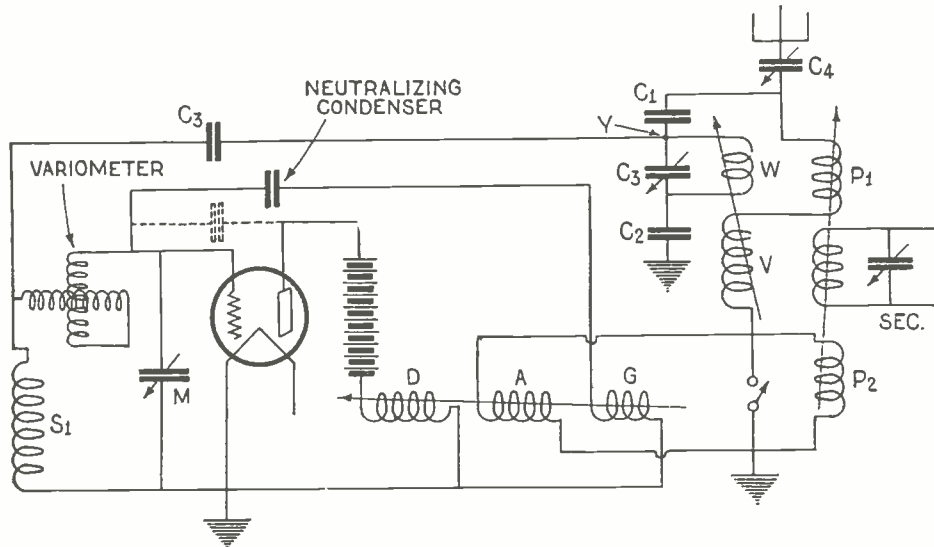 C4
NEUTRALIZING
CONDENSER
C1
C3
Y
VARIOMETER
C3
W
P1
C2
V
SEC.
D
A
G
P2
M
S1